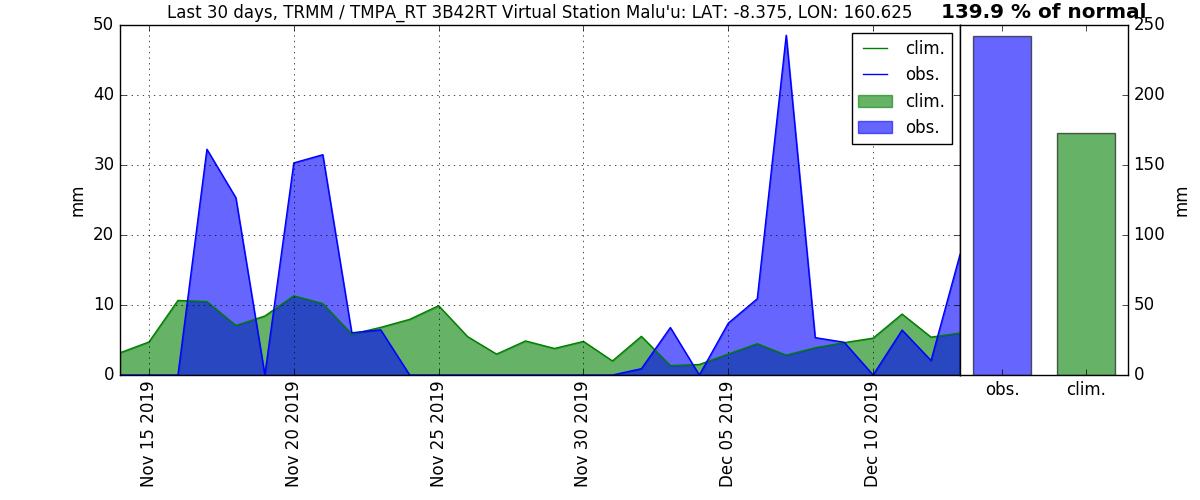 Last 30 days, TRMM / TMPA_RT 3B42RT Virtual Station Malu'u: LAT: -8.375, LON: 160.625
139.9 % of normal
50
40
30
20
10
0
mm
clim.
obs.
clim.
obs.
250
200
150
100
50
0
mm
obs.
clim.
Nov 15 2019
Nov 20 2019
Nov 25 2019
Nov 30 2019
Dec 05 2019
Dec 10 2019